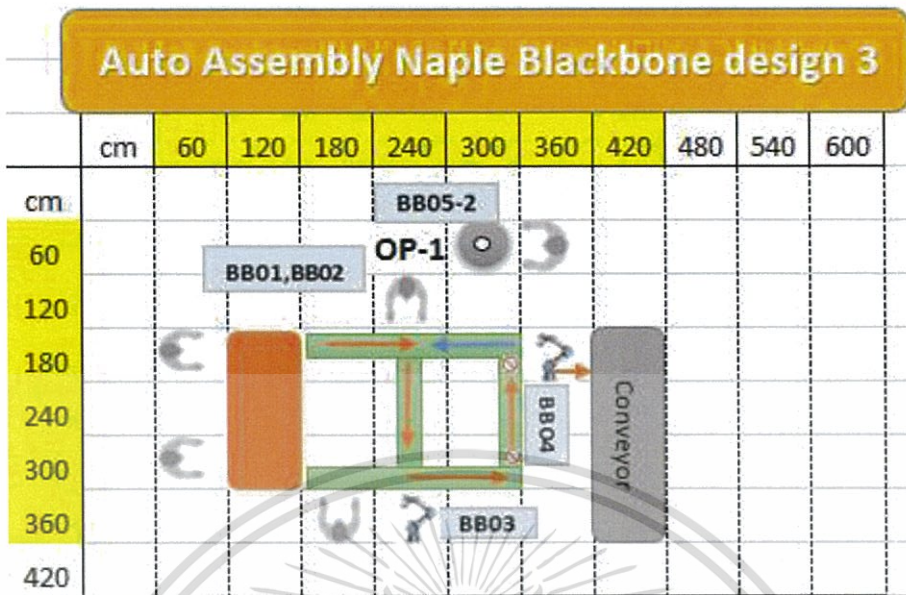 Auto Assembly Naple Blackbone design 3
cm 60 120 180 240 300 360 420 480 540 600
cm
BB05-2
60
OP-1
BB01,BB02
120
180
240
BB04
Conveyor
300
360
BB03
420